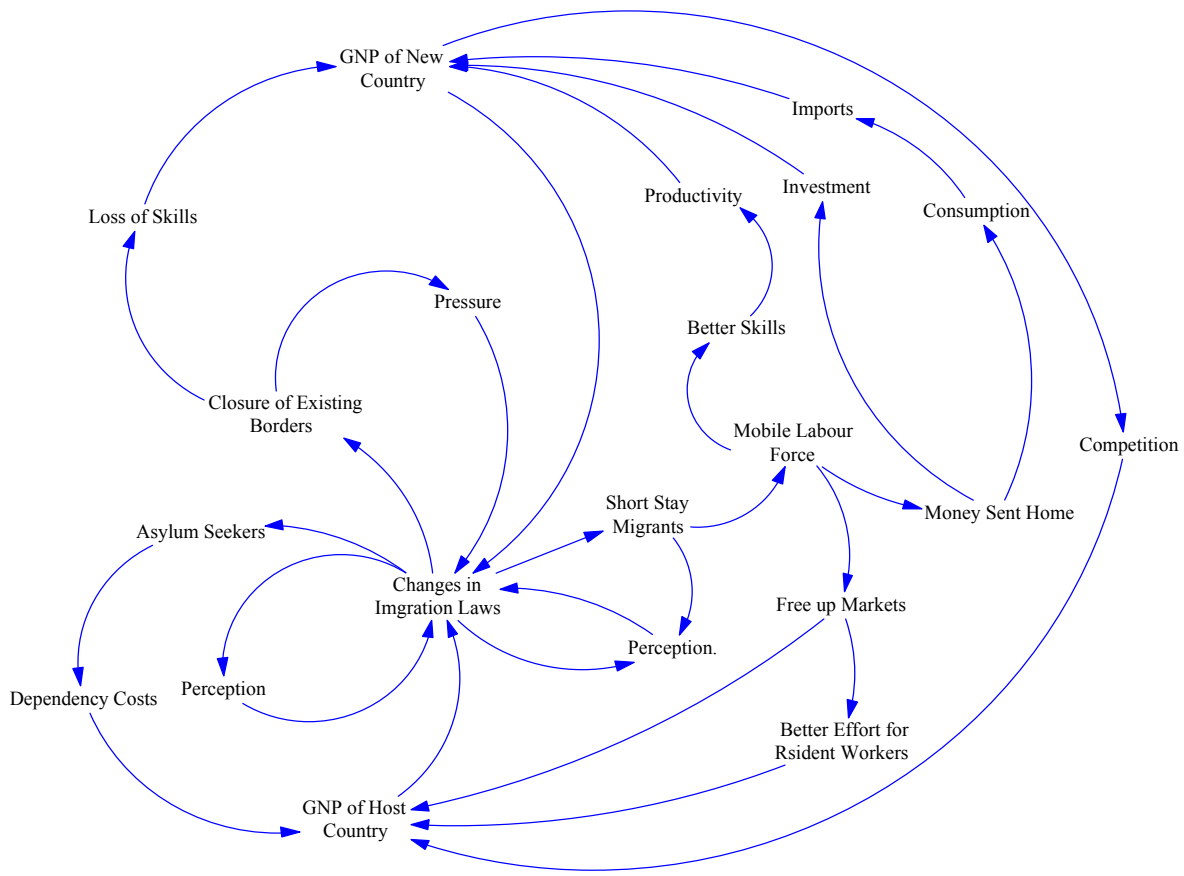 GNP of New
Country
Imports
Investment
Productivity
Consumption
Loss of Skills
Pressure
Better Skills
Closure of Existing
Borders
Mobile Labour
Force
Competition
Short Stay
Migrants
Money Sent Home
Asylum Seekers
Changes in
Imgration Laws
Free up Markets
Perception.
Perception
Dependency Costs
Better Effort for
Rsident Workers
GNP of Host
Country